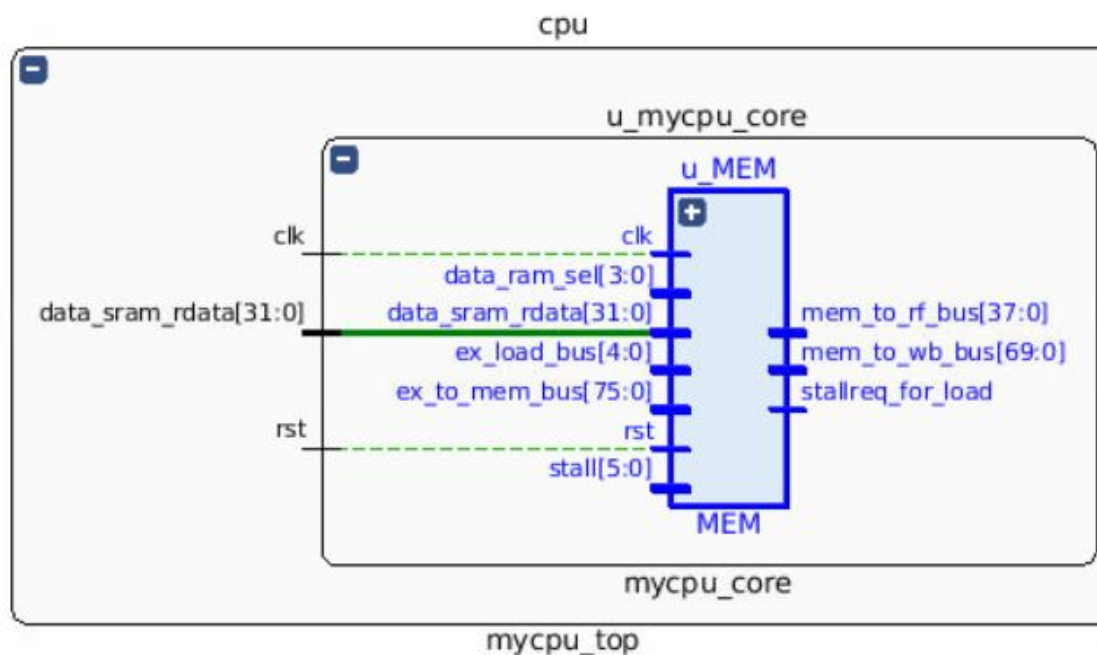 cpu
u_mycpu_core
u_MEM
clk
clk
data_ram_sel[3:0]
data_sram_rdata[31:0]
data_sram_rdata[31:0]
mem_to_rf_bus[37:0]
ex_load_bus[4:0]
mem_to_wb_bus[69:0]
ex_to_mem_bus[75:0]
stallreq_for_load
rst
rst
stall[5:0]
MEM
mycpu_core
mycpu_top